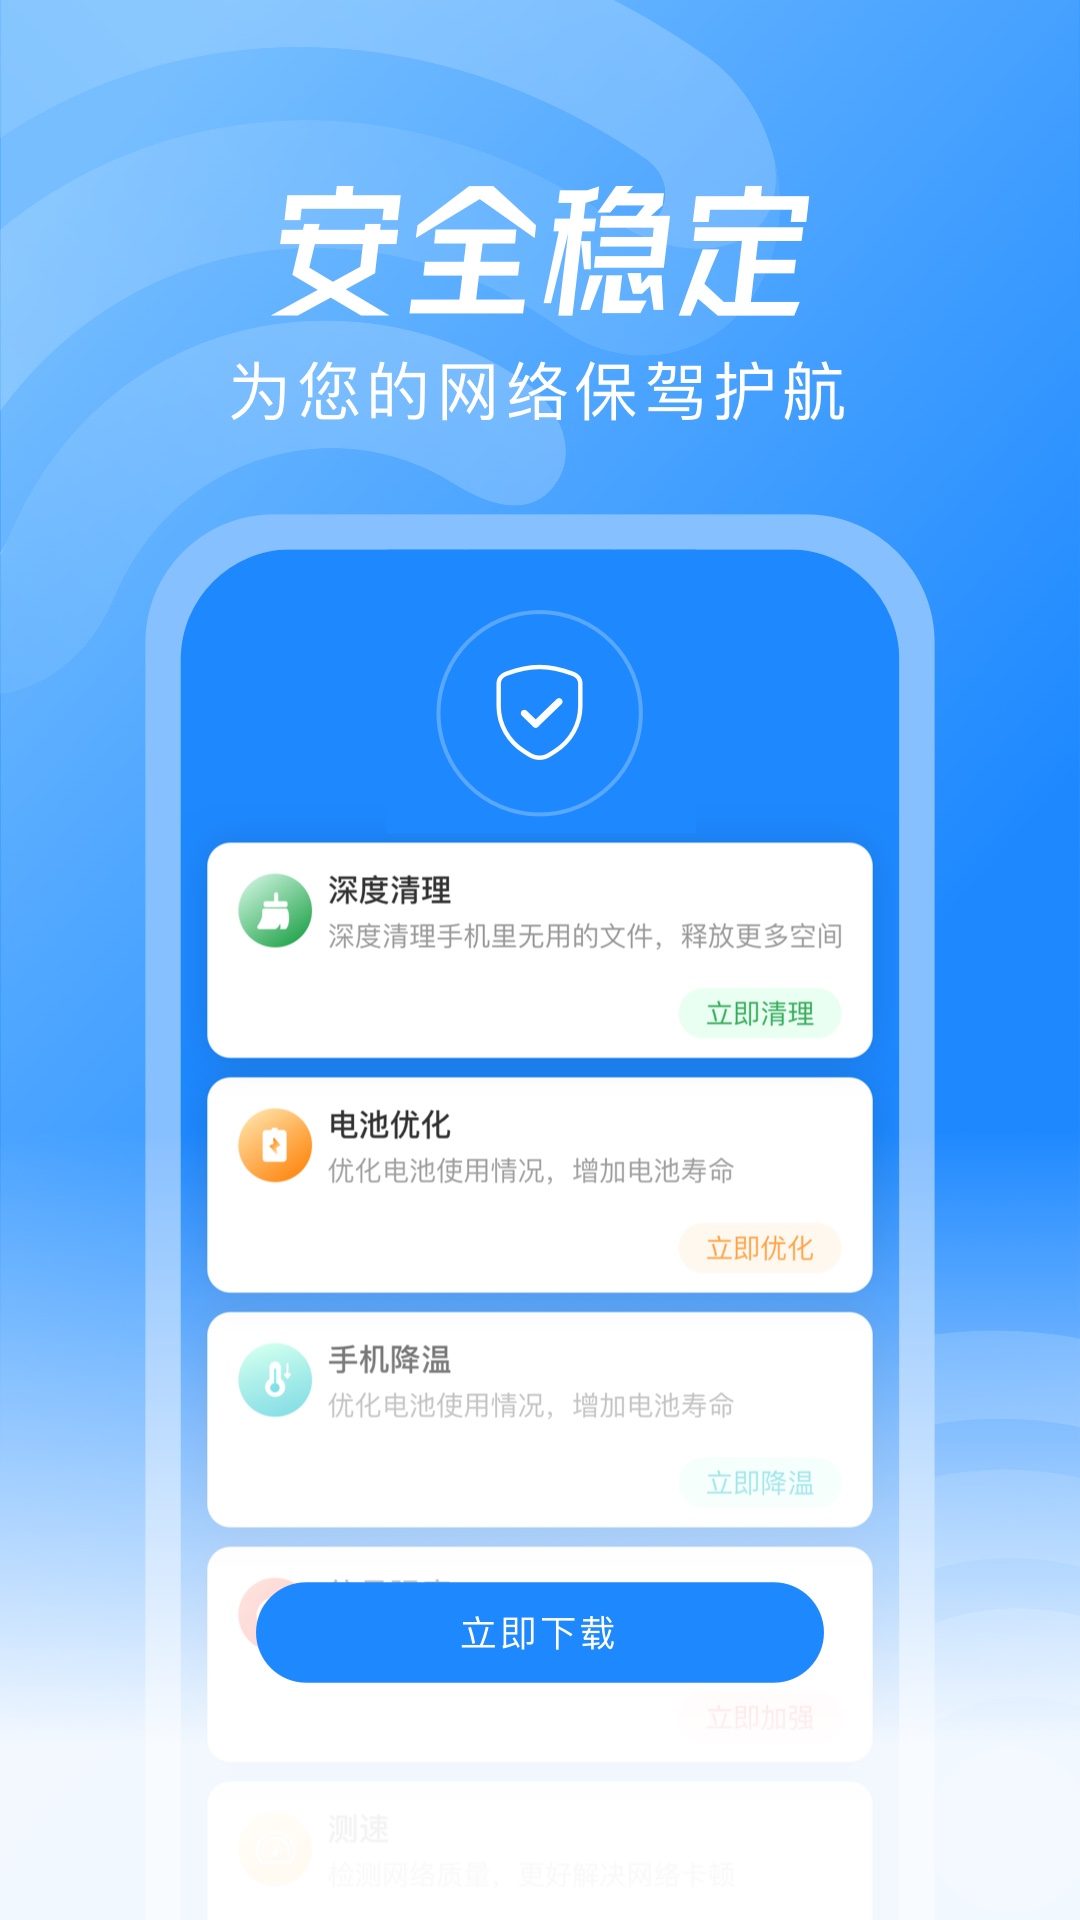 安全稳定
为您的网络保驾护航
深度清理
深度清理手机里无用的文件，释放更多空间
立即清理
电池优化
优化电池使用情况，增加电池寿命
立即优化
手机降温
优化电池使用情况，增加电池寿命
立即降温
立即下载
立即加强
测速
检测网络质量，更好解决网络卡顿